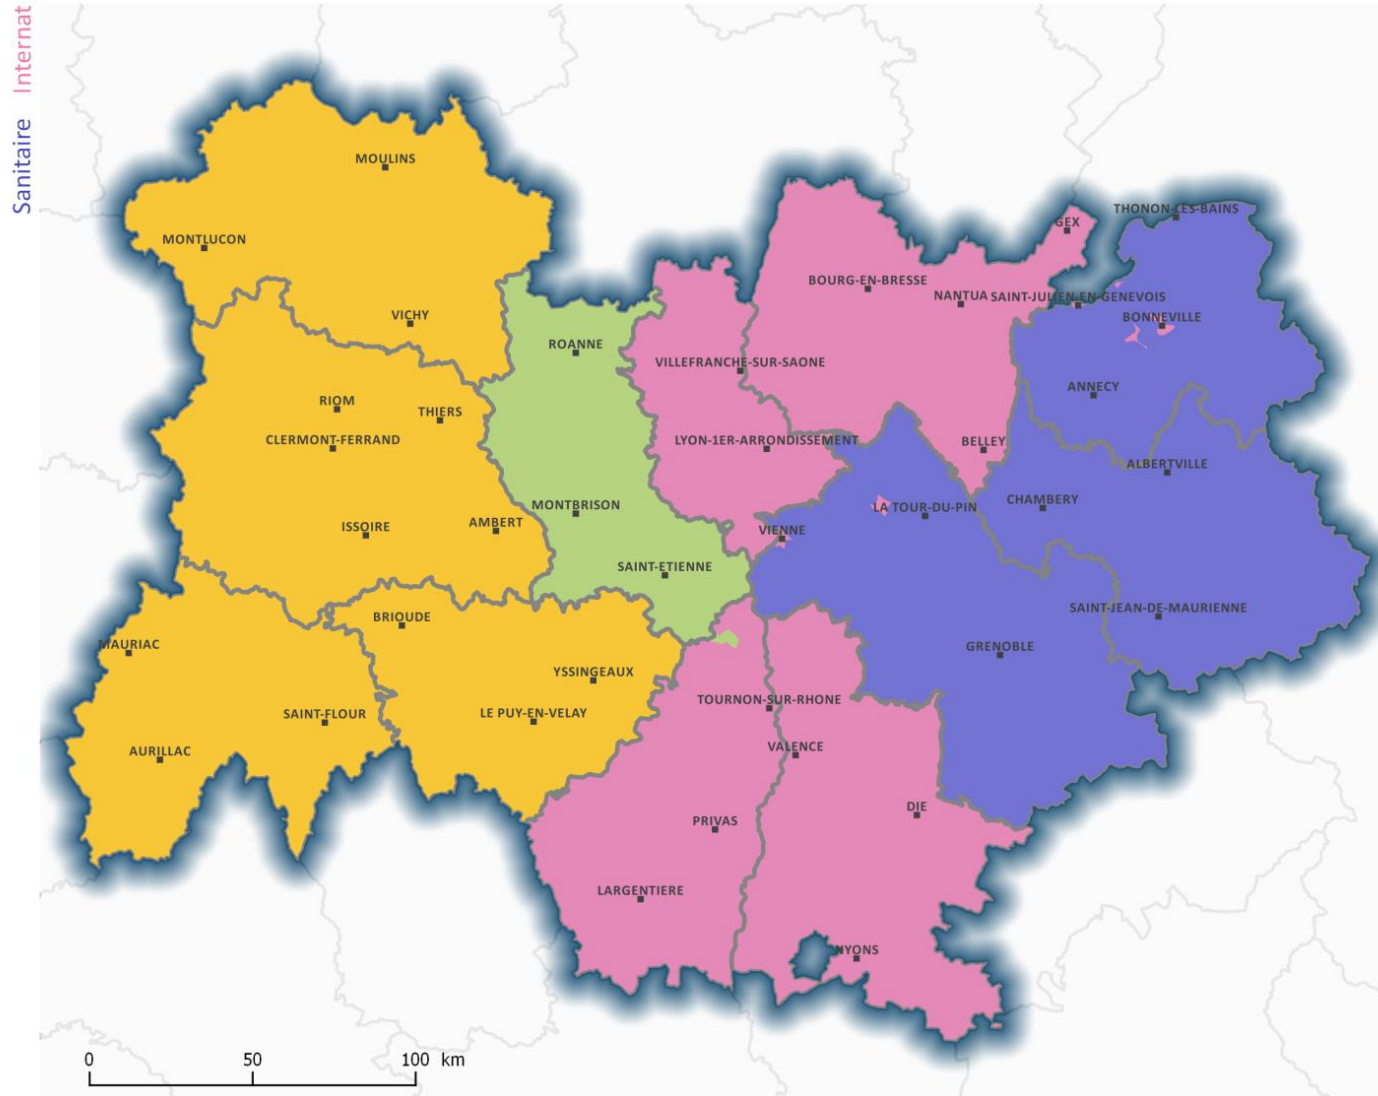 Sanitaire Internat
MOULINS
THONON-LES-BAINS
GEX
MONTLUCON
BOURG-EN-BRESSE
NANTUA
SAINT-JULIEN-EN-GENEVOIS
VICHY
BONNEVILLE
ROANNE
VILLEFRANCHE-SUR-SAONE
ANNECY
RIOM
THIERS
CLERMONT-FERRAND
LYON-1ER-ARRONDISSEMENT
BELLEY
ALBERTVILLE
CHAMBERY
MONTBRISON
LA TOUR-DU-PIN
ISSOIRE
AMBERT
VIENNE
SAINT-ETIENNE
SAINT-JEAN-DE-MAURIENNE
BRIOUDE
MAURIAC
GRENOBLE
YSSINGEAUX
TOURNON-SUR-RHONE
SAINT-FLOUR
LE PUY-EN-VELAY
AURILLAC
VALENCE
DIE
PRIVAS
LARGENTIERE
NYONS
0 50 100 km